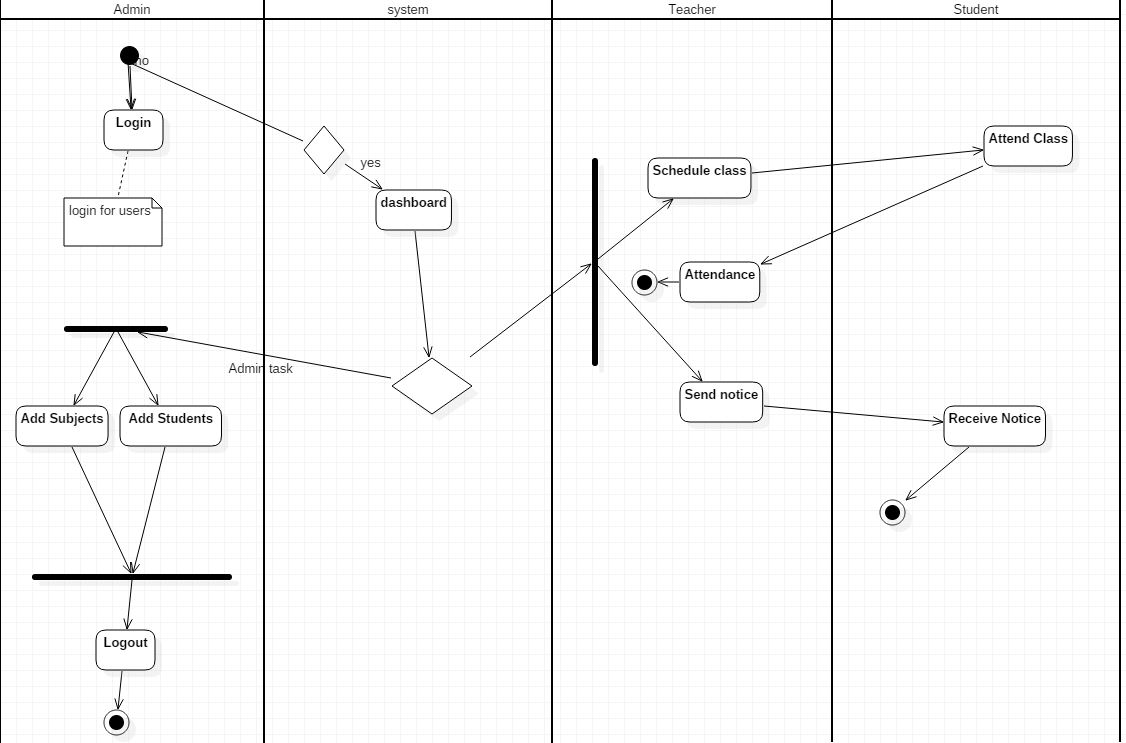 Admin
system
Teacher
Student
no
Login
yes
login for users
dashboard
Schedule class
Attend Class
Attendance
Admin task
Send notice
Add Subjects
Add Students
Receive Notice
Logout